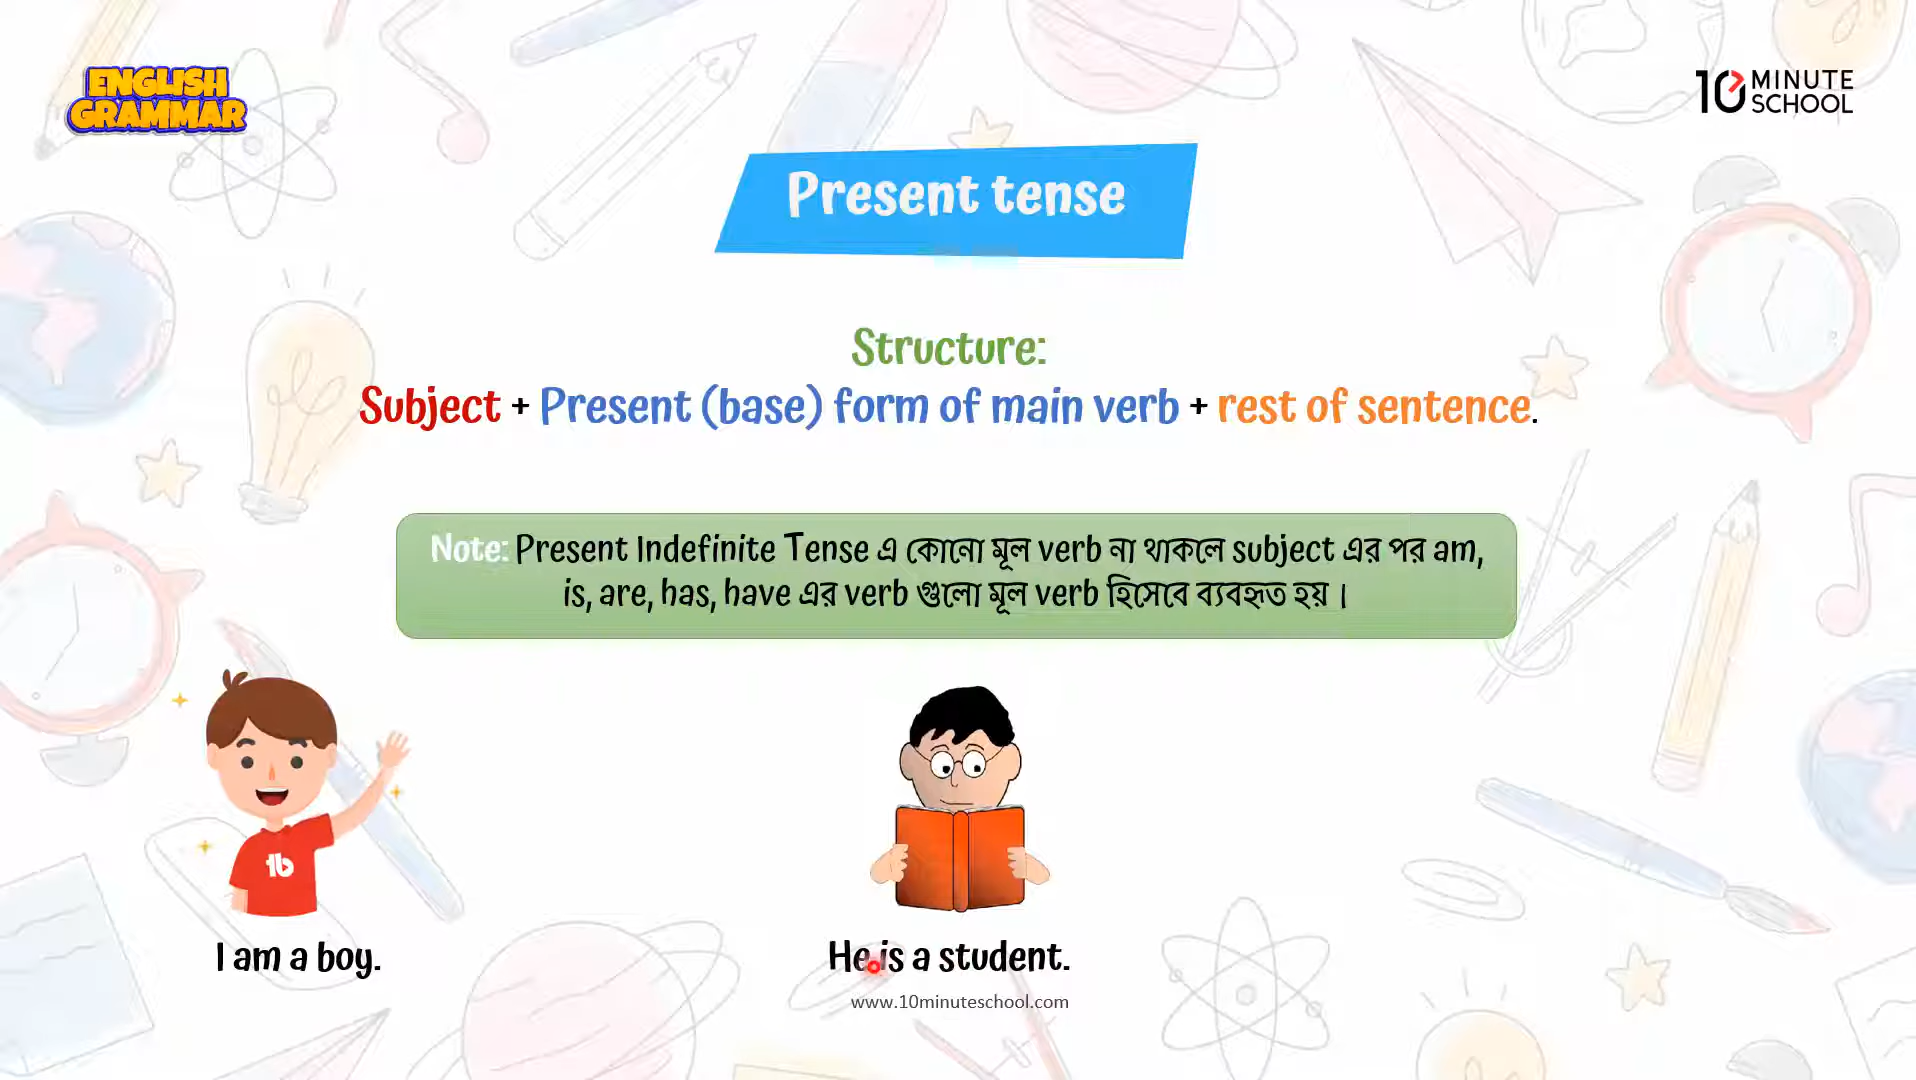 ENGLISH
GRAMMAR
10 MINUTE
SCHOOL
Present tense
Structure:
Subject + Present (base) form of main verb + rest of sentence.
Note: Present Indefinite Tense এ কোনো মূল verb না থাকলে subject এর পর am,
is, are, has, have এর verb গুলো মূল verb হিসেবে ব্যবহৃত হয় ।
I am a boy.
He is a student.
www.10minuteschool.com